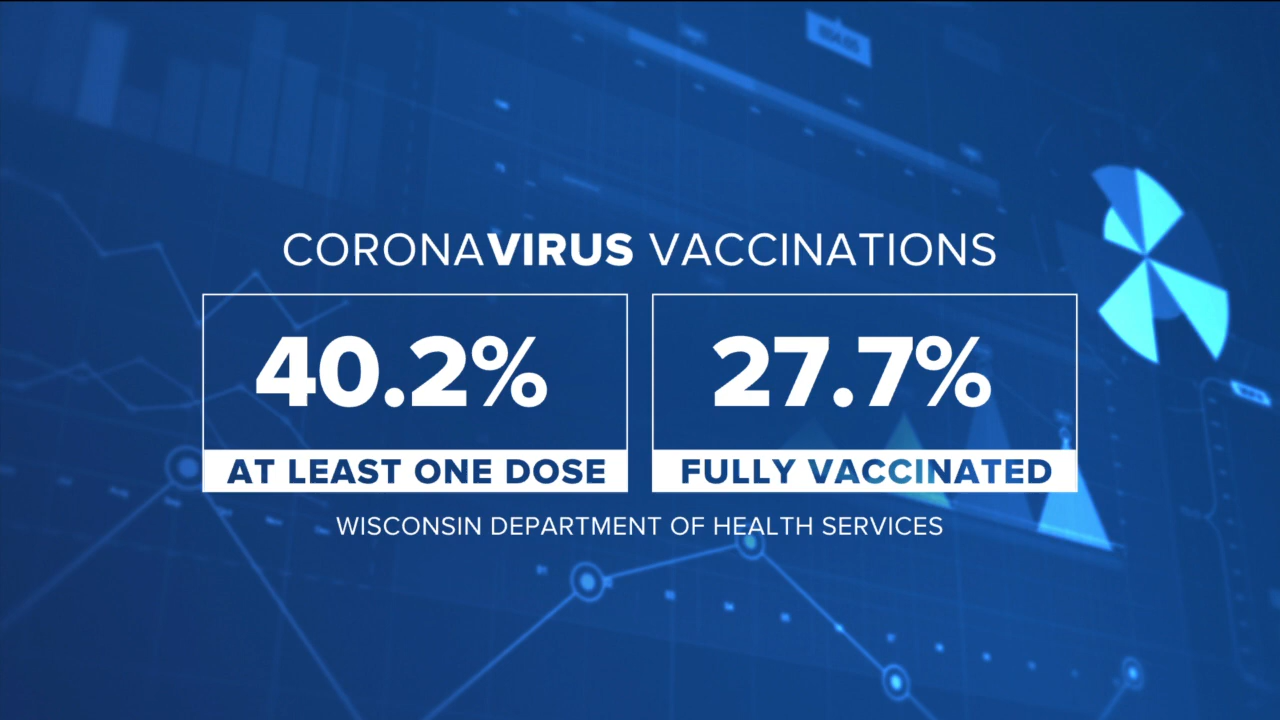 CORONAVIRUS VACCINATIONS
40.2%
AT LEAST ONE DOSE
27.7%
FULLY VACCINATED
WISCONSIN DEPARTMENT OF HEALTH SERVICES